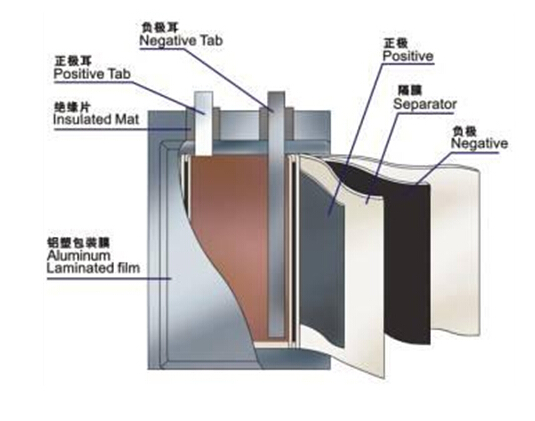 负极耳
Negative Tab
正极耳
Positive Tab
绝缘片
Insulated Mat
正极
Positive
隔膜
Separator
负极
Negative
铝塑包装膜
Aluminum
Laminated film